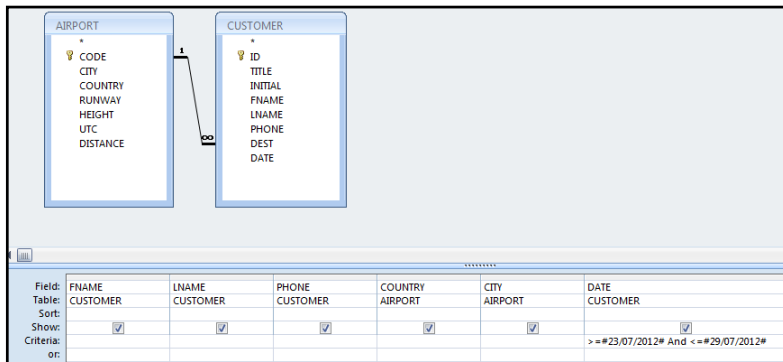 AIRPORT
*
CODE
CITY
COUNTRY
RUNWAY
HEIGHT
UTC
DISTANCE
1
∞
CUSTOMER
*
ID
TITLE
INITIAL
FNAME
LNAME
PHONE
DEST
DATE
Field: FNAME LNAME PHONE COUNTRY CITY DATE
Table: CUSTOMER CUSTOMER CUSTOMER AIRPORT AIRPORT CUSTOMER
Sort:
Show:
Criteria: >=#23/07/2012# And <=#29/07/2012#
or: